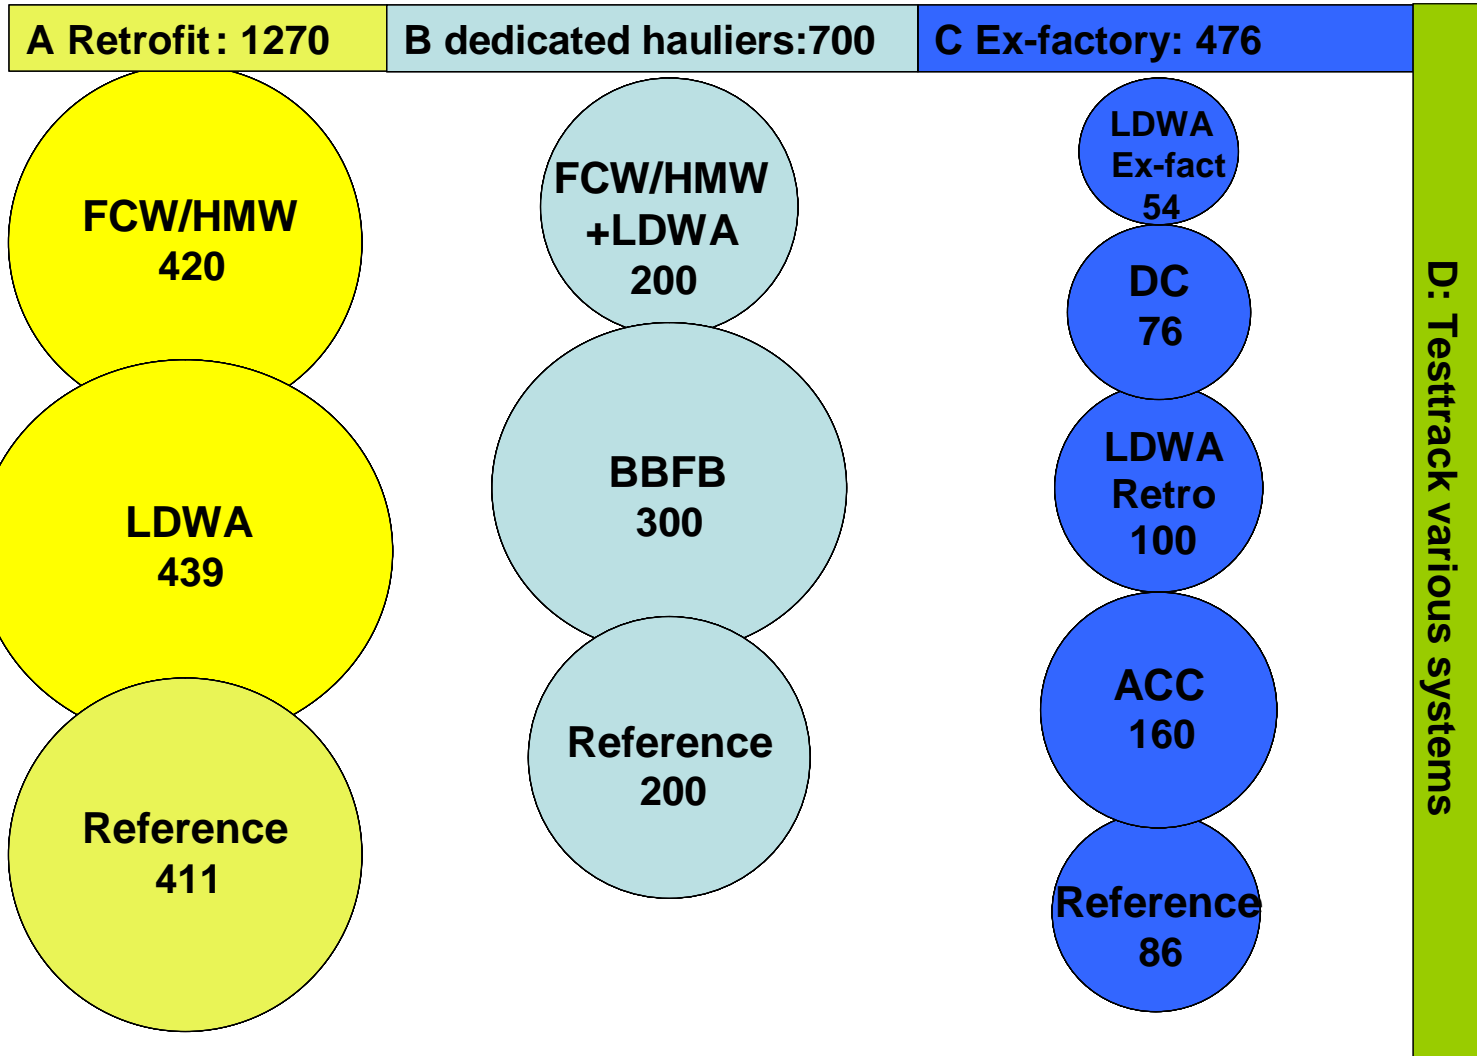 A Retrofit: 1270
FCW/HMW
420
LDWA
439
Reference
411
B dedicated hauliers:700
FCW/HMW
+LDWA
200
BBFB
300
Reference
200
C Ex-factory: 476
LDWA
Ex-fact
54
DC
76
LDWA
Retro
100
ACC
160
Reference
86
D: Testtrack various systems